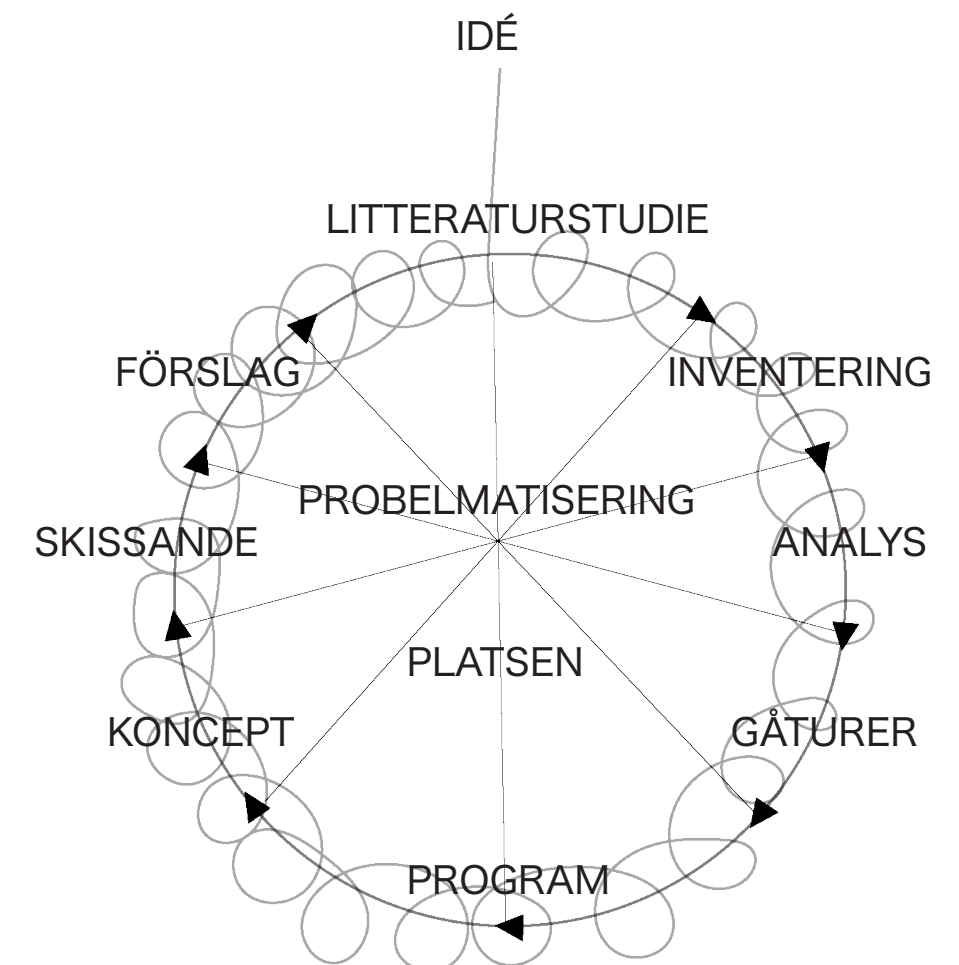 IDÉ
LITTERATURSTUDIE
FÖRSLAG
INVENTERING
PROBELMATISERING
SKISSANDE
ANALYS
PLATSEN
KONCEPT
GÅTURER
PROGRAM